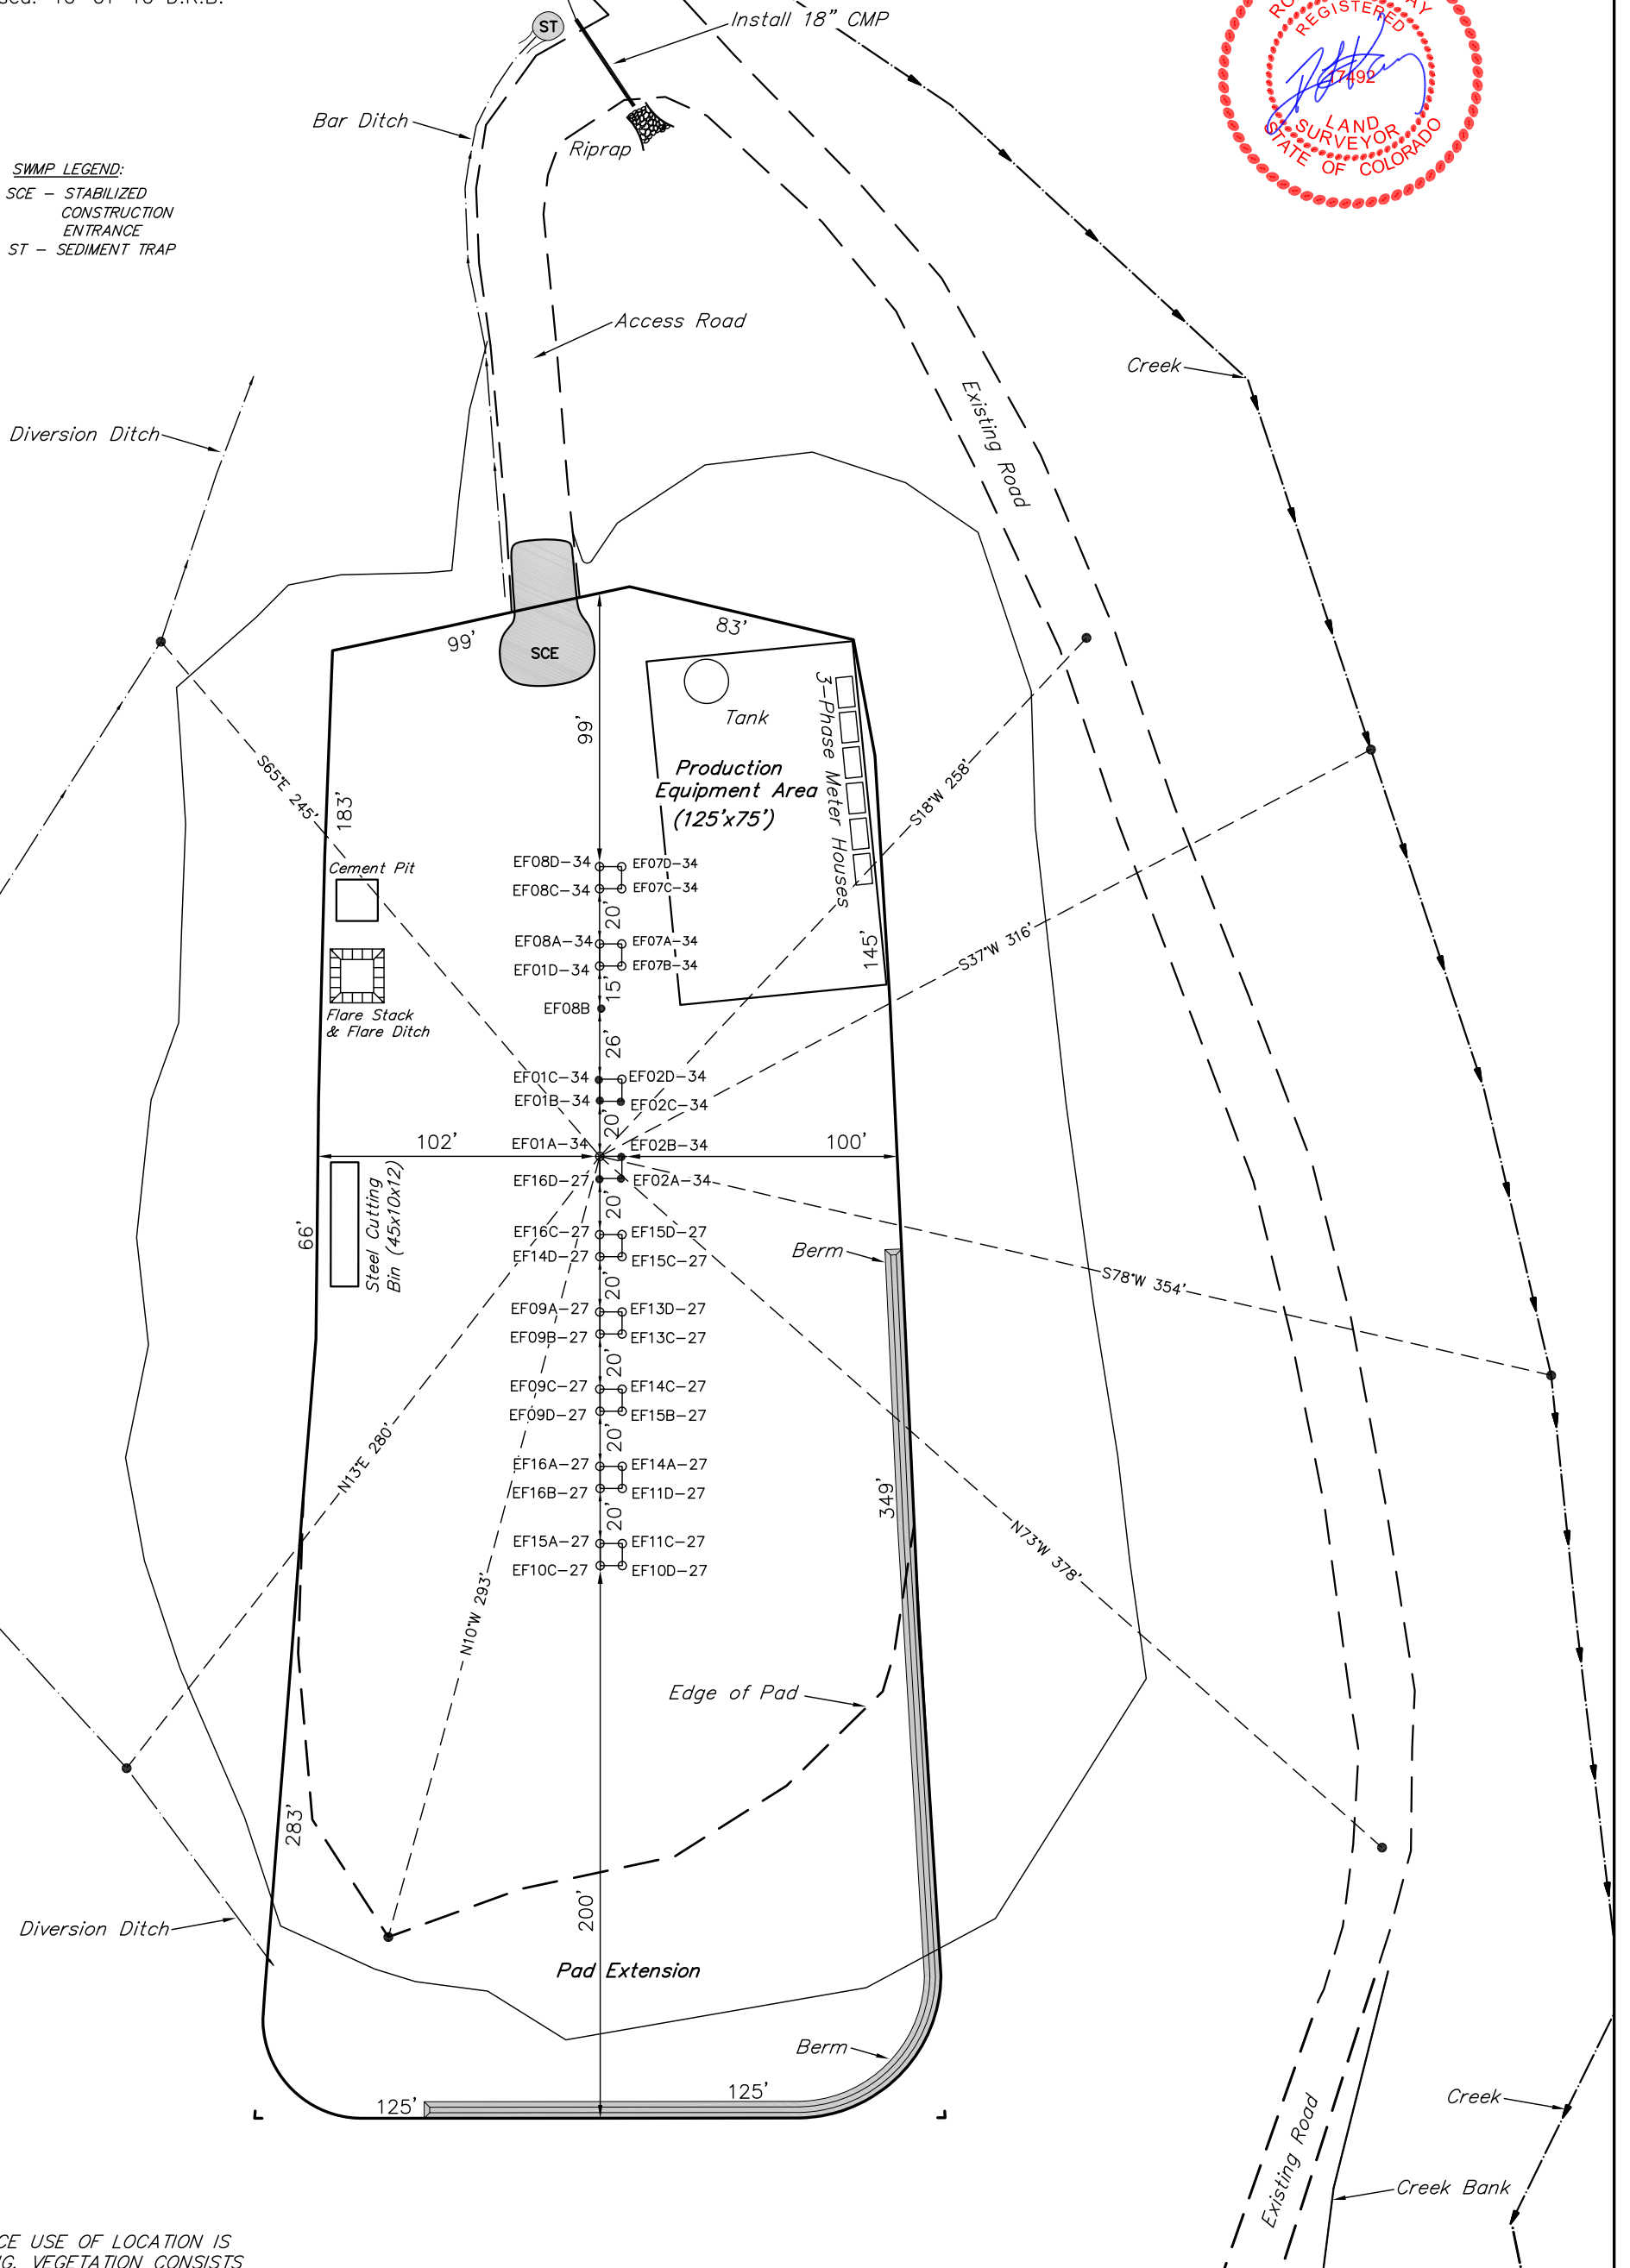 ST
Install 18" CMP
REGISTERED
17492
LAND
SURVEYOR
STATE OF COLORADO
Bar Ditch
Riprap
SWMP LEGEND:
SCE – STABILIZED
CONSTRUCTION
ENTRANCE
ST – SEDIMENT TRAP
Access Road
Creek
Diversion Ditch
Existing Road
99'
83'
SCE
Tank
3–Phase Meter Houses
99'
Production
Equipment Area
(125'x75')
S65°E 245'
S18°W 258'
183'
Cement Pit
EF08D–34
EF07D–34
EF08C–34
EF07C–34
20'
EF08A–34
EF07A–34
EF01D–34
EF07B–34
145'
S37°W 316'
15'
EF08B
Flare Stack
& Flare Ditch
26'
EF01C–34
EF02D–34
EF01B–34
EF02C–34
20'
102'
EF01A–34
EF02B–34
100'
EF16D–27
EF02A–34
Steel Cutting
Bin (45x10x12)
66'
20'
EF16C–27
EF15D–27
EF14D–27
EF15C–27
Berm
S78°W 354'
20'
EF09A–27
EF13D–27
EF09B–27
EF13C–27
20'
EF09C–27
EF14C–27
EF09D–27
EF15B–27
20'
N13°E 280'
EF16A–27
EF14A–27
EF16B–27
EF11D–27
349'
20'
EF15A–27
EF11C–27
EF10C–27
EF10D–27
N73°W 378'
N10°W 293'
Edge of Pad
283'
200'
Diversion Ditch
Pad Extension
Berm
125'
125'
Creek
Existing Road
Creek Bank
USE OF LOCATION IS
VEGETATION CONSISTS